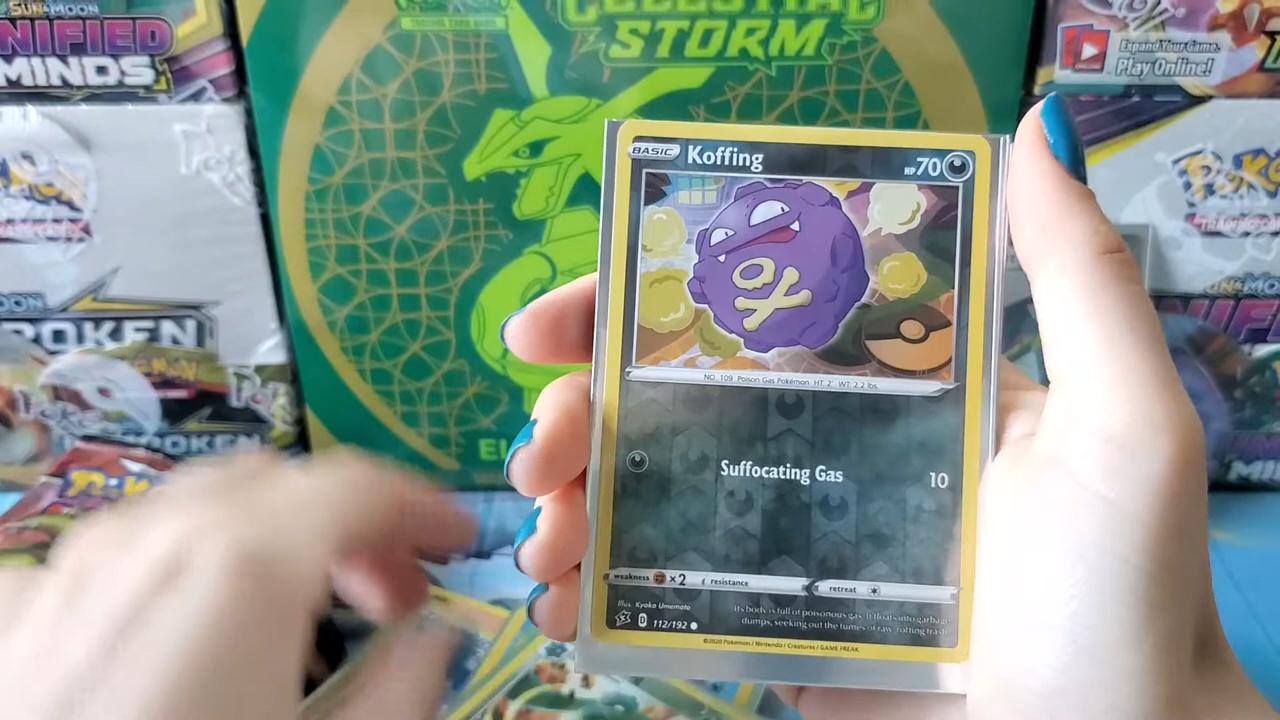 SUN & MOON
UNIFIED
MINDS
TRADING CARD GAME
CELESTIAL
STORM
Expand Your Game.
Play Online!
BASIC Koffing HP 70
NO. 109 Poison Gas Pokémon HT: 2' WT: 2.2 lbs.
Suffocating Gas 10
weakness ×2 resistance retreat
Illus. Kyoko Umemoto
Its body is full of poisonous gas. It floats into garbage
dumps, seeking out the fumes of raw, rotting trash.
D 112/192
©2020 Pokémon / Nintendo / Creatures / GAME FREAK